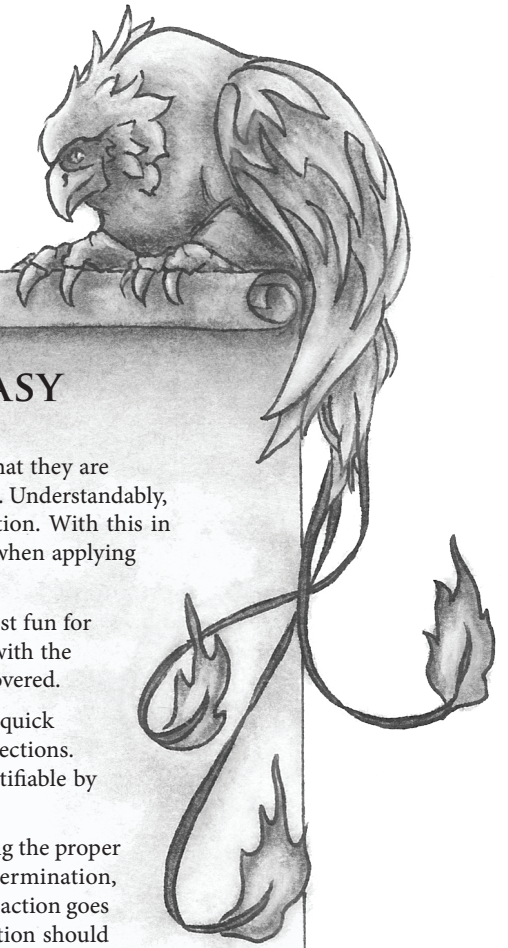 ASY
hat they are
. Understandably,
tion. With this in
when applying
st fun for
with the
overed.
quick
ections.
tifiable by
g the proper
ermination,
action goes
tion should